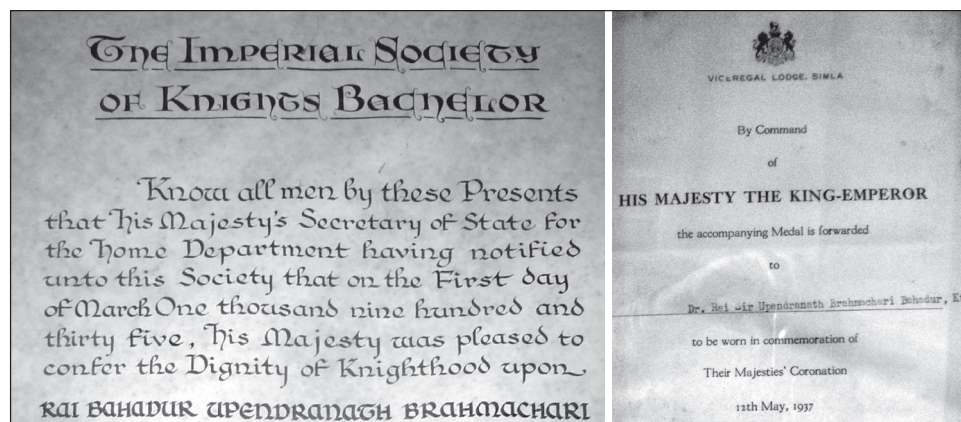 The Imperial Society
of Knights Bachelor
Know all men by these Presents
that His Majesty's Secretary of State for
the Home Department having notified
unto this Society that on the First day
of March One thousand nine hundred and
thirty five, His Majesty was pleased to
confer the Dignity of Knighthood upon
RAI BAHADUR UPENDRANATH BRAHMACHARI
VICEREGAL LODGE, SIMLA
By Command
of
HIS MAJESTY THE KING-EMPEROR
the accompanying Medal is forwarded
to
Dr. Rai Sir Upendranath Brahmachari Bahadur,
to be worn in commemoration of
Their Majesties' Coronation
12th May, 1937